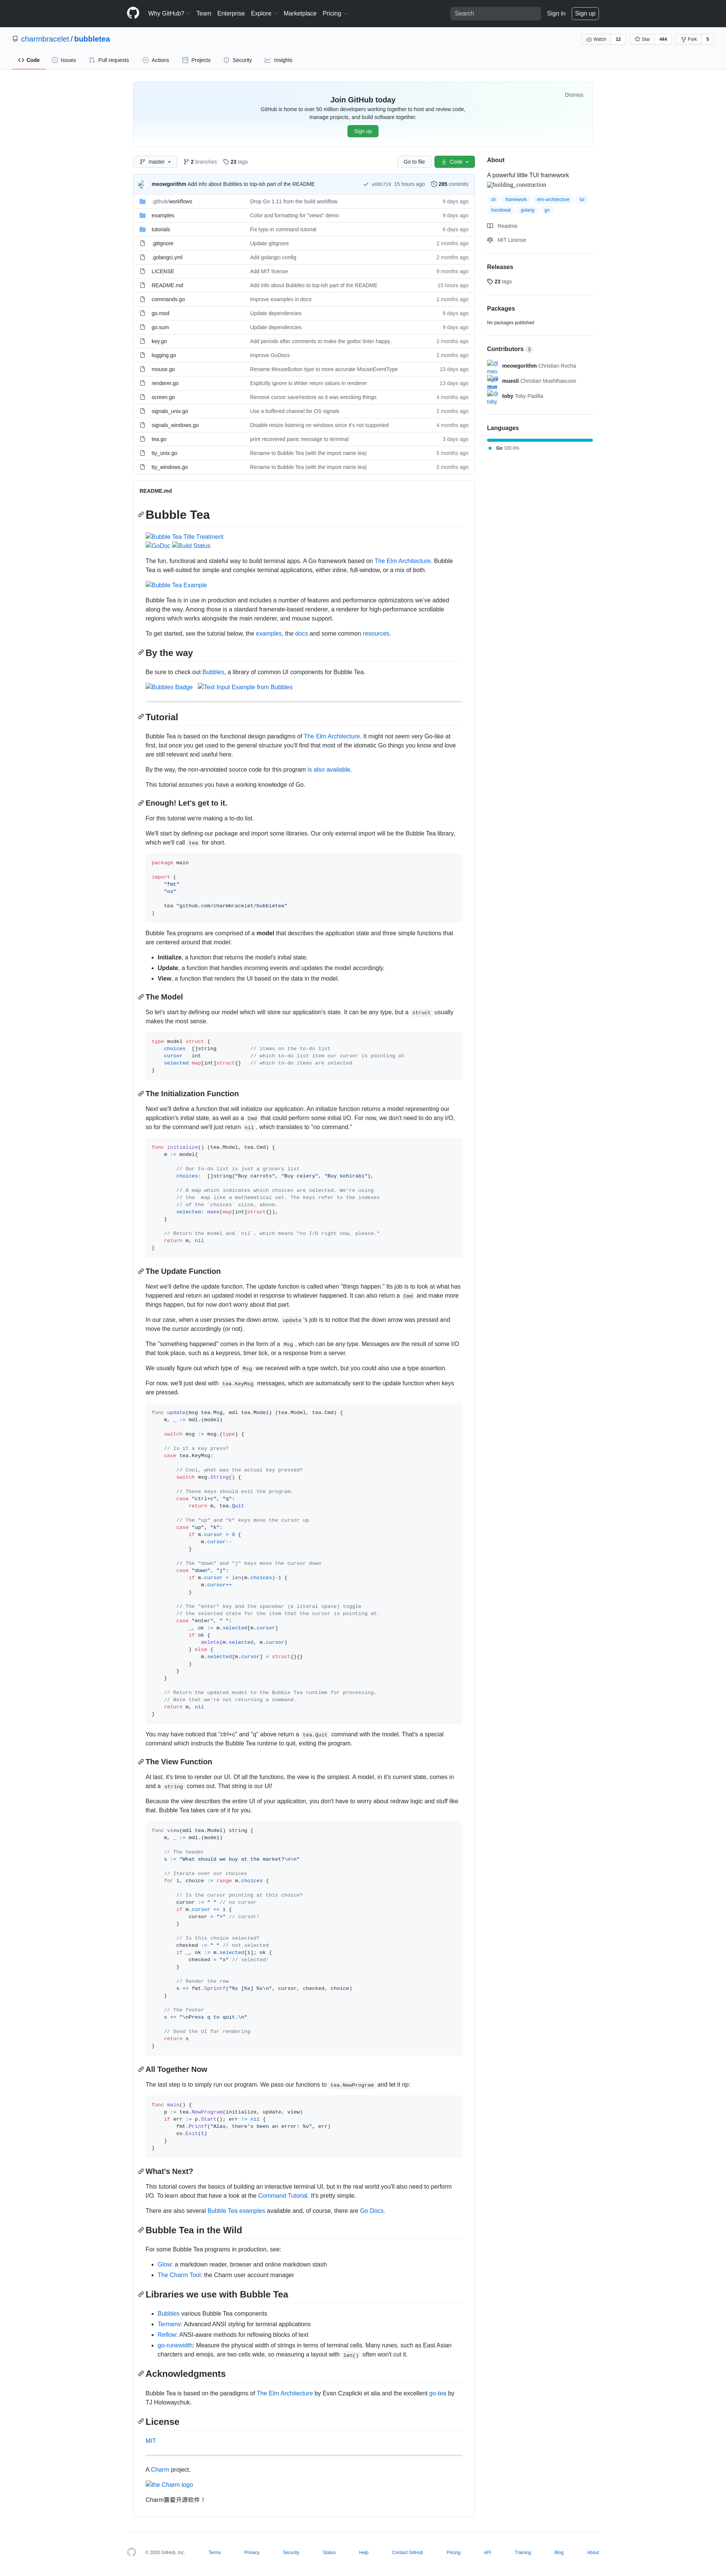 Why GitHub? Team Enterprise Explore Marketplace Pricing Search Sign in Sign up
charmbracelet / bubbletea Watch 12 Star 444 Fork 5
Code Issues Pull requests Actions Projects Security Insights
Dismiss
Join GitHub today
GitHub is home to over 50 million developers working together to host and review code,
manage projects, and build software together.
Sign up
master 2 branches 23 tags Go to file Code
meowgorithm Add info about Bubbles to top-ish part of the README 15 hours ago 285 commits
.github/workflows Drop Go 1.11 from the build workflow 9 days ago
examples Color and formatting for "views" demo 9 days ago
tutorials Fix typo in command tutorial 6 days ago
.gitignore Update gitignore 2 months ago
.golangci.yml Add golangci config 2 months ago
LICENSE Add MIT license 9 months ago
README.md Add info about Bubbles to top-ish part of the README 15 hours ago
commands.go Improve examples in docs 2 months ago
go.mod Update dependencies 9 days ago
go.sum Update dependencies 9 days ago
key.go Add periods after comments to make the godoc linter happy. 2 months ago
logging.go Improve GoDocs 2 months ago
mouse.go Rename MouseButton type to more accurate MouseEventType 13 days ago
renderer.go Explicitly ignore io.Writer return values in renderer 13 days ago
screen.go Remove cursor save/restore as it was wrecking things 4 months ago
signals_unix.go Use a buffered channel for OS signals 2 months ago
signals_windows.go Disable resize listening on windows since it's not supported 4 months ago
tea.go print recovered panic message to terminal 3 days ago
tty_unix.go Rename to Bubble Tea (with the import name tea) 5 months ago
tty_windows.go Rename to Bubble Tea (with the import name tea) 5 months ago
README.md
Bubble Tea
Bubble Tea Title Treatment
GoDoc Build Status
The fun, functional and stateful way to build terminal apps. A Go framework based on The Elm Architecture. Bubble
Tea is well-suited for simple and complex terminal applications, either inline, full-window, or a mix of both.
Bubble Tea Example
Bubble Tea is in use in production and includes a number of features and performance optimizations we've added
along the way. Among those is a standard framerate-based renderer, a renderer for high-performance scrollable
regions which works alongside the main renderer, and mouse support.
To get started, see the tutorial below, the examples, the docs and some common resources.
By the way
Be sure to check out Bubbles, a library of common UI components for Bubble Tea.
Bubbles Badge Text Input Example from Bubbles
Tutorial
Bubble Tea is based on the functional design paradigms of The Elm Architecture. It might not seem very Go-like at
first, but once you get used to the general structure you'll find that most of the idomatic Go things you know and love
are still relevant and useful here.
By the way, the non-annotated source code for this program is also available.
This tutorial assumes you have a working knowledge of Go.
Enough! Let's get to it.
For this tutorial we're making a to-do list.
We'll start by defining our package and import some libraries. Our only external import will be the Bubble Tea library,
which we'll call tea for short.
package main
import (
"fmt"
"os"
tea "github.com/charmbracelet/bubbletea"
)
Bubble Tea programs are comprised of a model that describes the application state and three simple functions that
are centered around that model:
Initialize, a function that returns the model's initial state.
Update, a function that handles incoming events and updates the model accordingly.
View, a function that renders the UI based on the data in the model.
The Model
So let's start by defining our model which will store our application's state. It can be any type, but a struct usually
makes the most sense.
type model struct {
choices []string // items on the to-do list
cursor int // which to-do list item our cursor is pointing at
selected map[int]struct{} // which to-do items are selected
}
The Initialization Function
Next we'll define a function that will initialize our application. An initialize function returns a model representing our
application's initial state, as well as a Cmd that could perform some initial I/O. For now, we don't need to do any I/O,
so for the command we'll just return nil, which translates to "no command."
func initialize() (tea.Model, tea.Cmd) {
m := model{
// Our to-do list is just a grocery list
choices: []string{"Buy carrots", "Buy celery", "Buy kohlrabi"},
// A map which indicates which choices are selected. We're using
// the  map like a mathematical set. The keys refer to the indexes
// of the `choices` slice, above.
selected: make(map[int]struct{}),
}
// Return the model and `nil`, which means "no I/O right now, please."
return m, nil
}
The Update Function
Next we'll define the update function. The update function is called when "things happen." Its job is to look at what has
happened and return an updated model in response to whatever happened. It can also return a Cmd and make more
things happen, but for now don't worry about that part.
In our case, when a user presses the down arrow, update's job is to notice that the down arrow was pressed and
move the cursor accordingly (or not).
The "something happened" comes in the form of a Msg, which can be any type. Messages are the result of some I/O
that took place, such as a keypress, timer tick, or a response from a server.
We usually figure out which type of Msg we received with a type switch, but you could also use a type assertion.
For now, we'll just deal with tea.KeyMsg messages, which are automatically sent to the update function when keys
are pressed.
func update(msg tea.Msg, mdl tea.Model) (tea.Model, tea.Cmd) {
m, _ := mdl.(model)
switch msg := msg.(type) {
// Is it a key press?
case tea.KeyMsg:
// Cool, what was the actual key pressed?
switch msg.String() {
// These keys should exit the program.
case "ctrl+c", "q":
return m, tea.Quit
// The "up" and "k" keys move the cursor up
case "up", "k":
if m.cursor > 0 {
m.cursor--
}
// The "down" and "j" keys move the cursor down
case "down", "j":
if m.cursor < len(m.choices)-1 {
m.cursor++
}
// The "enter" key and the spacebar (a literal space) toggle
// the selected state for the item that the cursor is pointing at.
case "enter", " ":
_, ok := m.selected[m.cursor]
if ok {
delete(m.selected, m.cursor)
} else {
m.selected[m.cursor] = struct{}{}
}
}
}
// Return the updated model to the Bubble Tea runtime for processing.
// Note that we're not returning a command.
return m, nil
}
You may have noticed that "ctrl+c" and "q" above return a tea.Quit command with the model. That's a special
command which instructs the Bubble Tea runtime to quit, exiting the program.
The View Function
At last, it's time to render our UI. Of all the functions, the view is the simplest. A model, in it's current state, comes in
and a string comes out. That string is our UI!
Because the view describes the entire UI of your application, you don't have to worry about redraw logic and stuff like
that. Bubble Tea takes care of it for you.
func view(mdl tea.Model) string {
m, _ := mdl.(model)
// The header
s := "What should we buy at the market?\n\n"
// Iterate over our choices
for i, choice := range m.choices {
// Is the cursor pointing at this choice?
cursor := " " // no cursor
if m.cursor == i {
cursor = ">" // cursor!
}
// Is this choice selected?
checked := " " // not selected
if _, ok := m.selected[i]; ok {
checked = "x" // selected!
}
// Render the row
s += fmt.Sprintf("%s [%s] %s\n", cursor, checked, choice)
}
// The footer
s += "\nPress q to quit.\n"
// Send the UI for rendering
return s
}
All Together Now
The last step is to simply run our program. We pass our functions to tea.NewProgram and let it rip:
func main() {
p := tea.NewProgram(initialize, update, view)
if err := p.Start(); err != nil {
fmt.Printf("Alas, there's been an error: %v", err)
os.Exit(1)
}
}
What's Next?
This tutorial covers the basics of building an interactive terminal UI, but in the real world you'll also need to perform
I/O. To learn about that have a look at the Command Tutorial. It's pretty simple.
There are also several Bubble Tea examples available and, of course, there are Go Docs.
Bubble Tea in the Wild
For some Bubble Tea programs in production, see:
Glow: a markdown reader, browser and online markdown stash
The Charm Tool: the Charm user account manager
Libraries we use with Bubble Tea
Bubbles various Bubble Tea components
Termenv: Advanced ANSI styling for terminal applications
Reflow: ANSI-aware methods for reflowing blocks of text
go-runewidth: Measure the physical width of strings in terms of terminal cells. Many runes, such as East Asian
charcters and emojis, are two cells wide, so measuring a layout with len() often won't cut it.
Acknowledgments
Bubble Tea is based on the paradigms of The Elm Architecture by Evan Czaplicki et alia and the excellent go-tea by
TJ Holowaychuk.
License
MIT
A Charm project.
the Charm logo
Charm喜爱开源软件！
About
A powerful little TUI framework
building_construction
cli framework elm-architecture tui
functional golang go
Readme
MIT License
Releases
23 tags
Packages
No packages published
Contributors 3
meowgorithm Christian Rocha
muesli Christian Muehlhaeuser
toby Toby Padilla
Languages
Go 100.0%
© 2020 GitHub, Inc. Terms Privacy Security Status Help Contact GitHub Pricing API Training Blog About